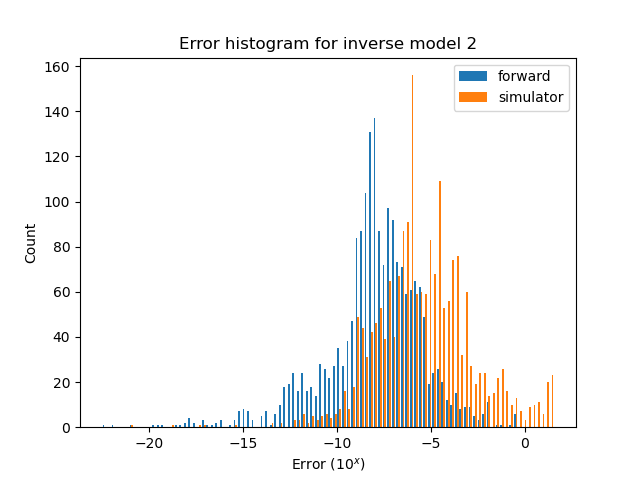 Error histogram for inverse model 2
160
140
120
100
80
60
40
20
0
Count
forward
simulator
−20
−15
−10
−5
0
Error (10^x)